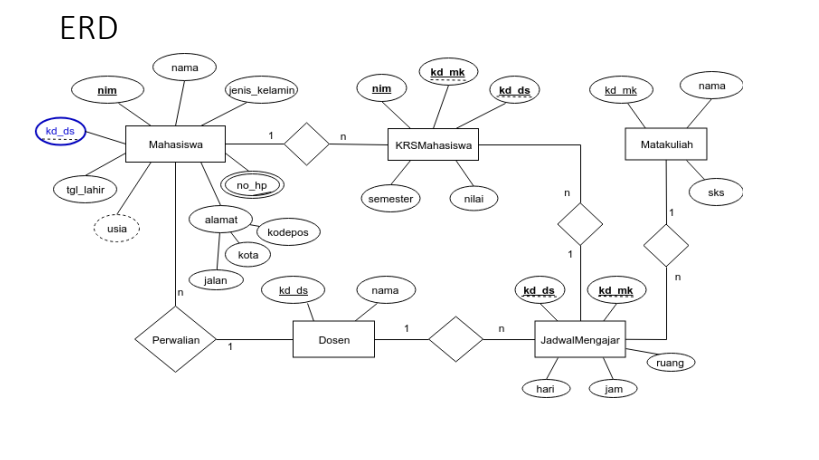 ERD
nama
nim
jenis_kelamin
kd_ds
Mahasiswa
tgl_lahir
usia
no_hp
alamat
kodepos
kota
jalan
1
n
nim
kd_mk
kd_ds
KRSMahasiswa
semester
nilai
kd_mk
nama
Matakuliah
sks
n
1
1
n
n
Perwalian
1
kd_ds
nama
Dosen
1
n
kd_ds
kd_mk
JadwalMengajar
ruang
hari
jam